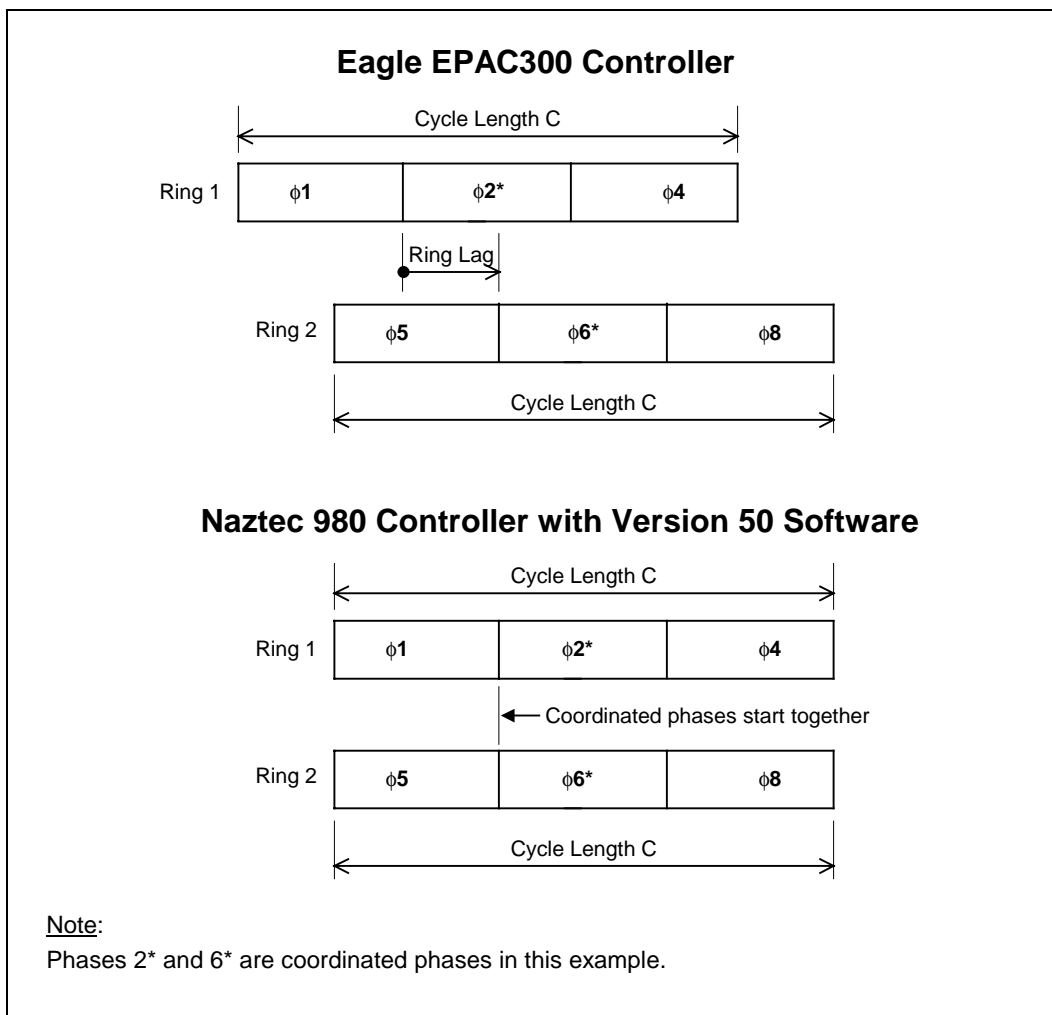 Eagle EPAC300 Controller
Cycle Length C
Ring 1 ϕ1 ϕ2* ϕ4
Ring Lag
Ring 2 ϕ5 ϕ6* ϕ8
Cycle Length C
Naztec 980 Controller with Version 50 Software
Cycle Length C
Ring 1 ϕ1 ϕ2* ϕ4
Coordinated phases start together
Ring 2 ϕ5 ϕ6* ϕ8
Cycle Length C
Note:
Phases 2* and 6* are coordinated phases in this example.